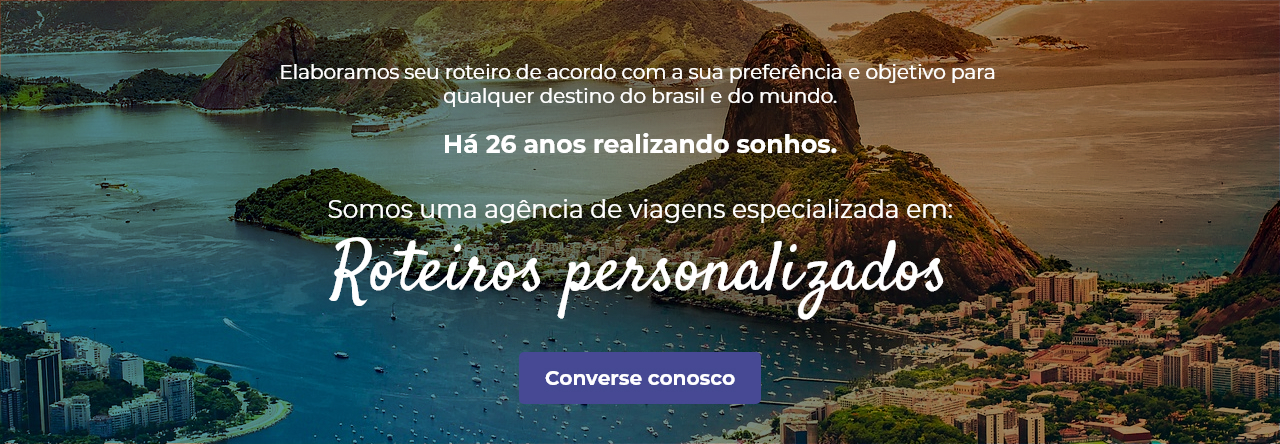 Elaboramos seu roteiro de acordo com a sua preferência e objetivo para
qualquer destino do brasil e do mundo.
Há 26 anos realizando sonhos.
Somos uma agência de viagens especializada em:
Roteiros personalizados
Converse conosco